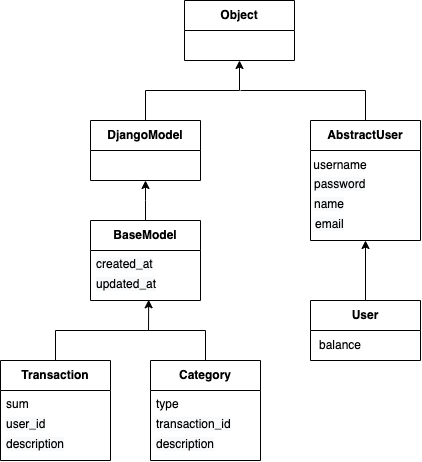 Object
DjangoModel
AbstractUser
username
password
name
email
BaseModel
created_at
updated_at
User
balance
Transaction
sum
user_id
description
Category
type
transaction_id
description